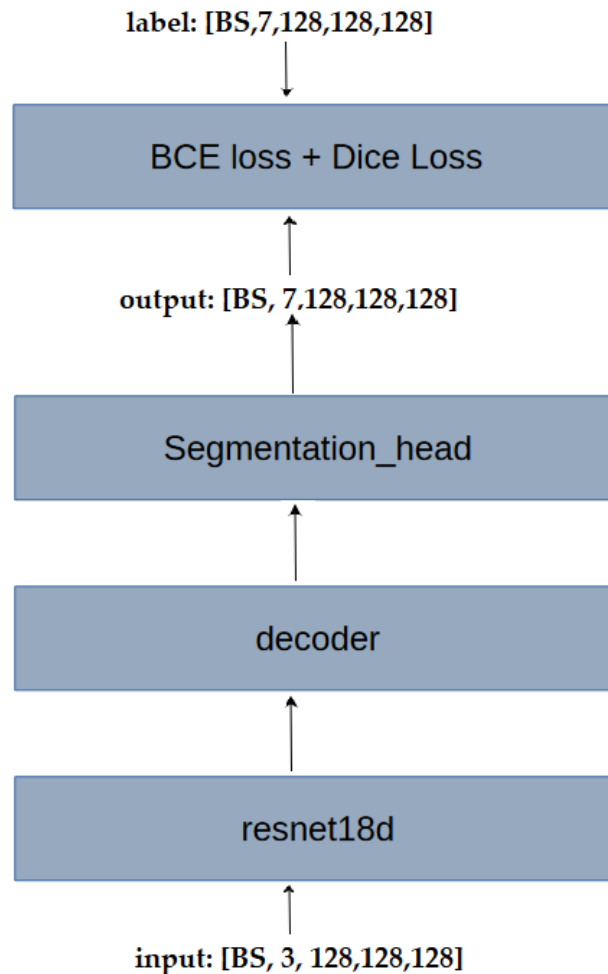 label: [BS,7,128,128,128]
BCE loss + Dice Loss
output: [BS, 7,128,128,128]
Segmentation_head
decoder
resnet18d
input: [BS, 3, 128,128,128]